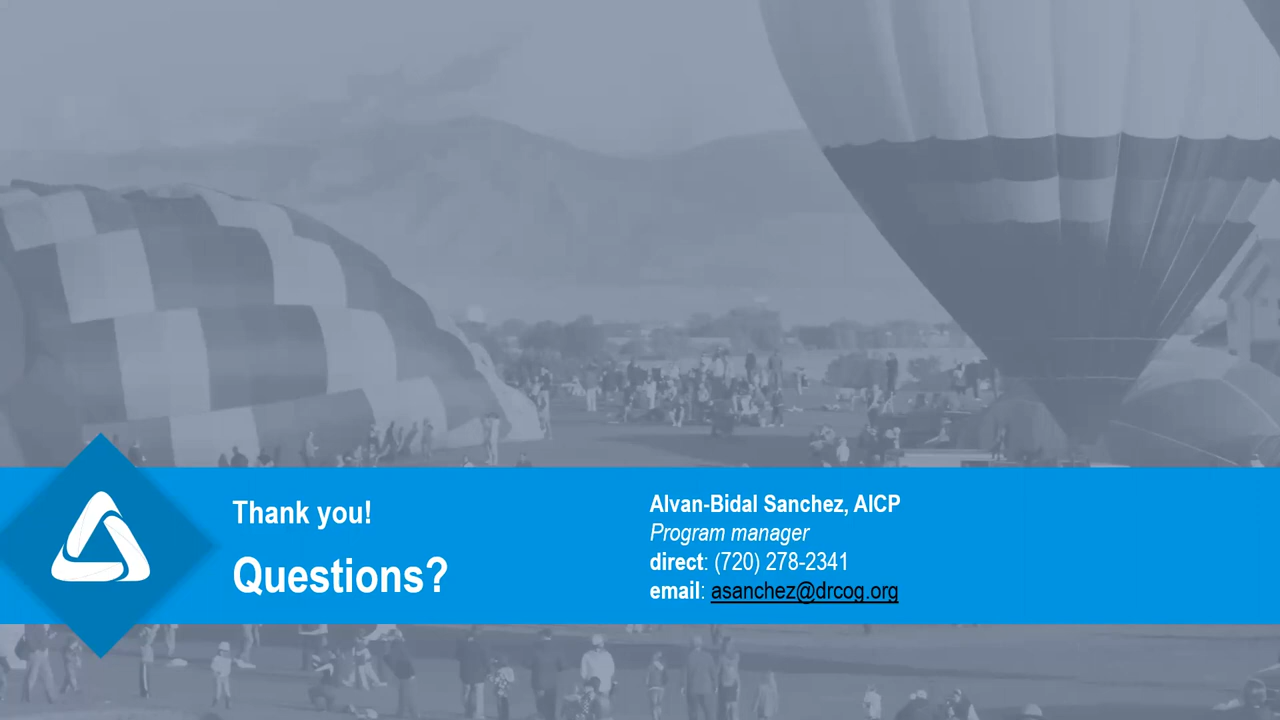 Thank you!
Questions?
Alvan-Bidal Sanchez, AICP
Program manager
direct: (720) 278-2341
email: asanchez@drcog.org